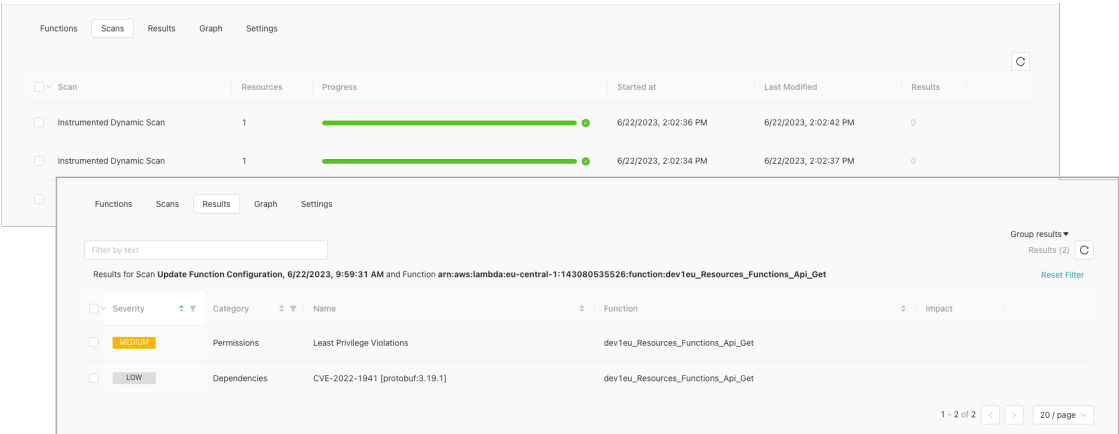 Functions Scans Results Graph Settings
Scan Resources Progress Started at Last Modified Results
Instrumented Dynamic Scan 1 6/22/2023, 2:02:36 PM 6/22/2023, 2:02:42 PM 0
Instrumented Dynamic Scan 1 6/22/2023, 2:02:34 PM 6/22/2023, 2:02:37 PM 0
Functions Scans Results Graph Settings
Group results
Filter by text Results (2)
Results for Scan Update Function Configuration, 6/22/2023, 9:59:31 AM and Function arn:aws:lambda:eu-central-1:143080535526:function:dev1eu_Resources_Functions_Api_Get Reset Filter
Severity Category Name Function Impact
MEDIUM Permissions Least Privilege Violations dev1eu_Resources_Functions_Api_Get
LOW Dependencies CVE-2022-1941 [protobuf:3.19.1] dev1eu_Resources_Functions_Api_Get
1 - 2 of 2 < > 20 / page